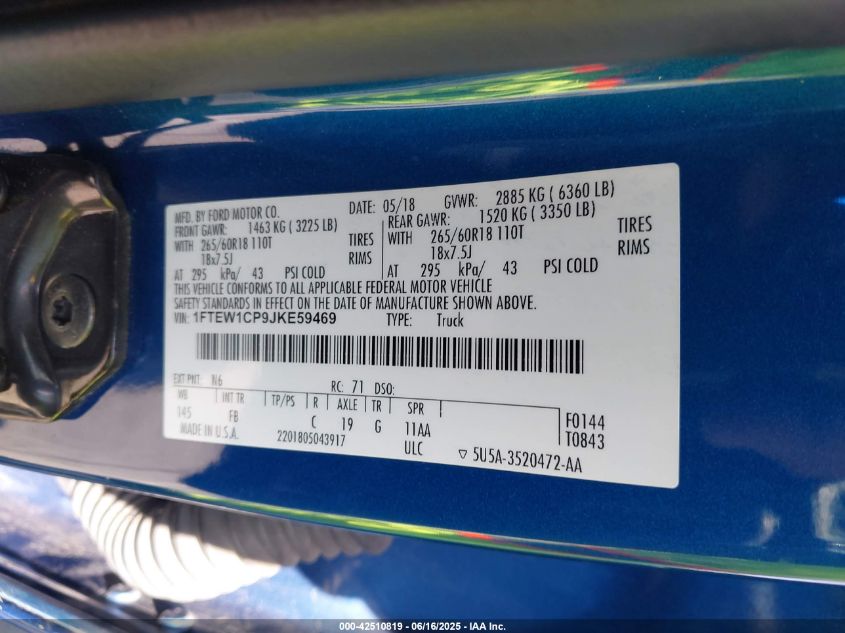 MFD. BY FORD MOTOR CO. DATE: 05/18 GVWR: 2885 KG ( 6360 LB)
FRONT GAWR: 1463 KG ( 3225 LB) REAR GAWR: 1520 KG ( 3350 LB)
WITH 265/60R18 110T TIRES WITH 265/60R18 110T TIRES
18x7.5J RIMS 18x7.5J RIMS
AT 295 kPa/ 43 PSI COLD AT 295 kPa/ 43 PSI COLD
THIS VEHICLE CONFORMS TO ALL APPLICABLE FEDERAL MOTOR VEHICLE
SAFETY STANDARDS IN EFFECT ON THE DATE OF MANUFACTURE SHOWN ABOVE.
VIN: 1FTEW1CP9JKE59469 TYPE: Truck
EXT PNT: N6 RC: 71 DSO:
WB INT TR TP/PS R AXLE TR SPR
145 FB C 19 G 11AA F0144
MADE IN U.S.A. 2201805043917 ULC T0843
▽ 5U5A-3520472-AA
000-42510819 - 06/16/2025 - IAA Inc.